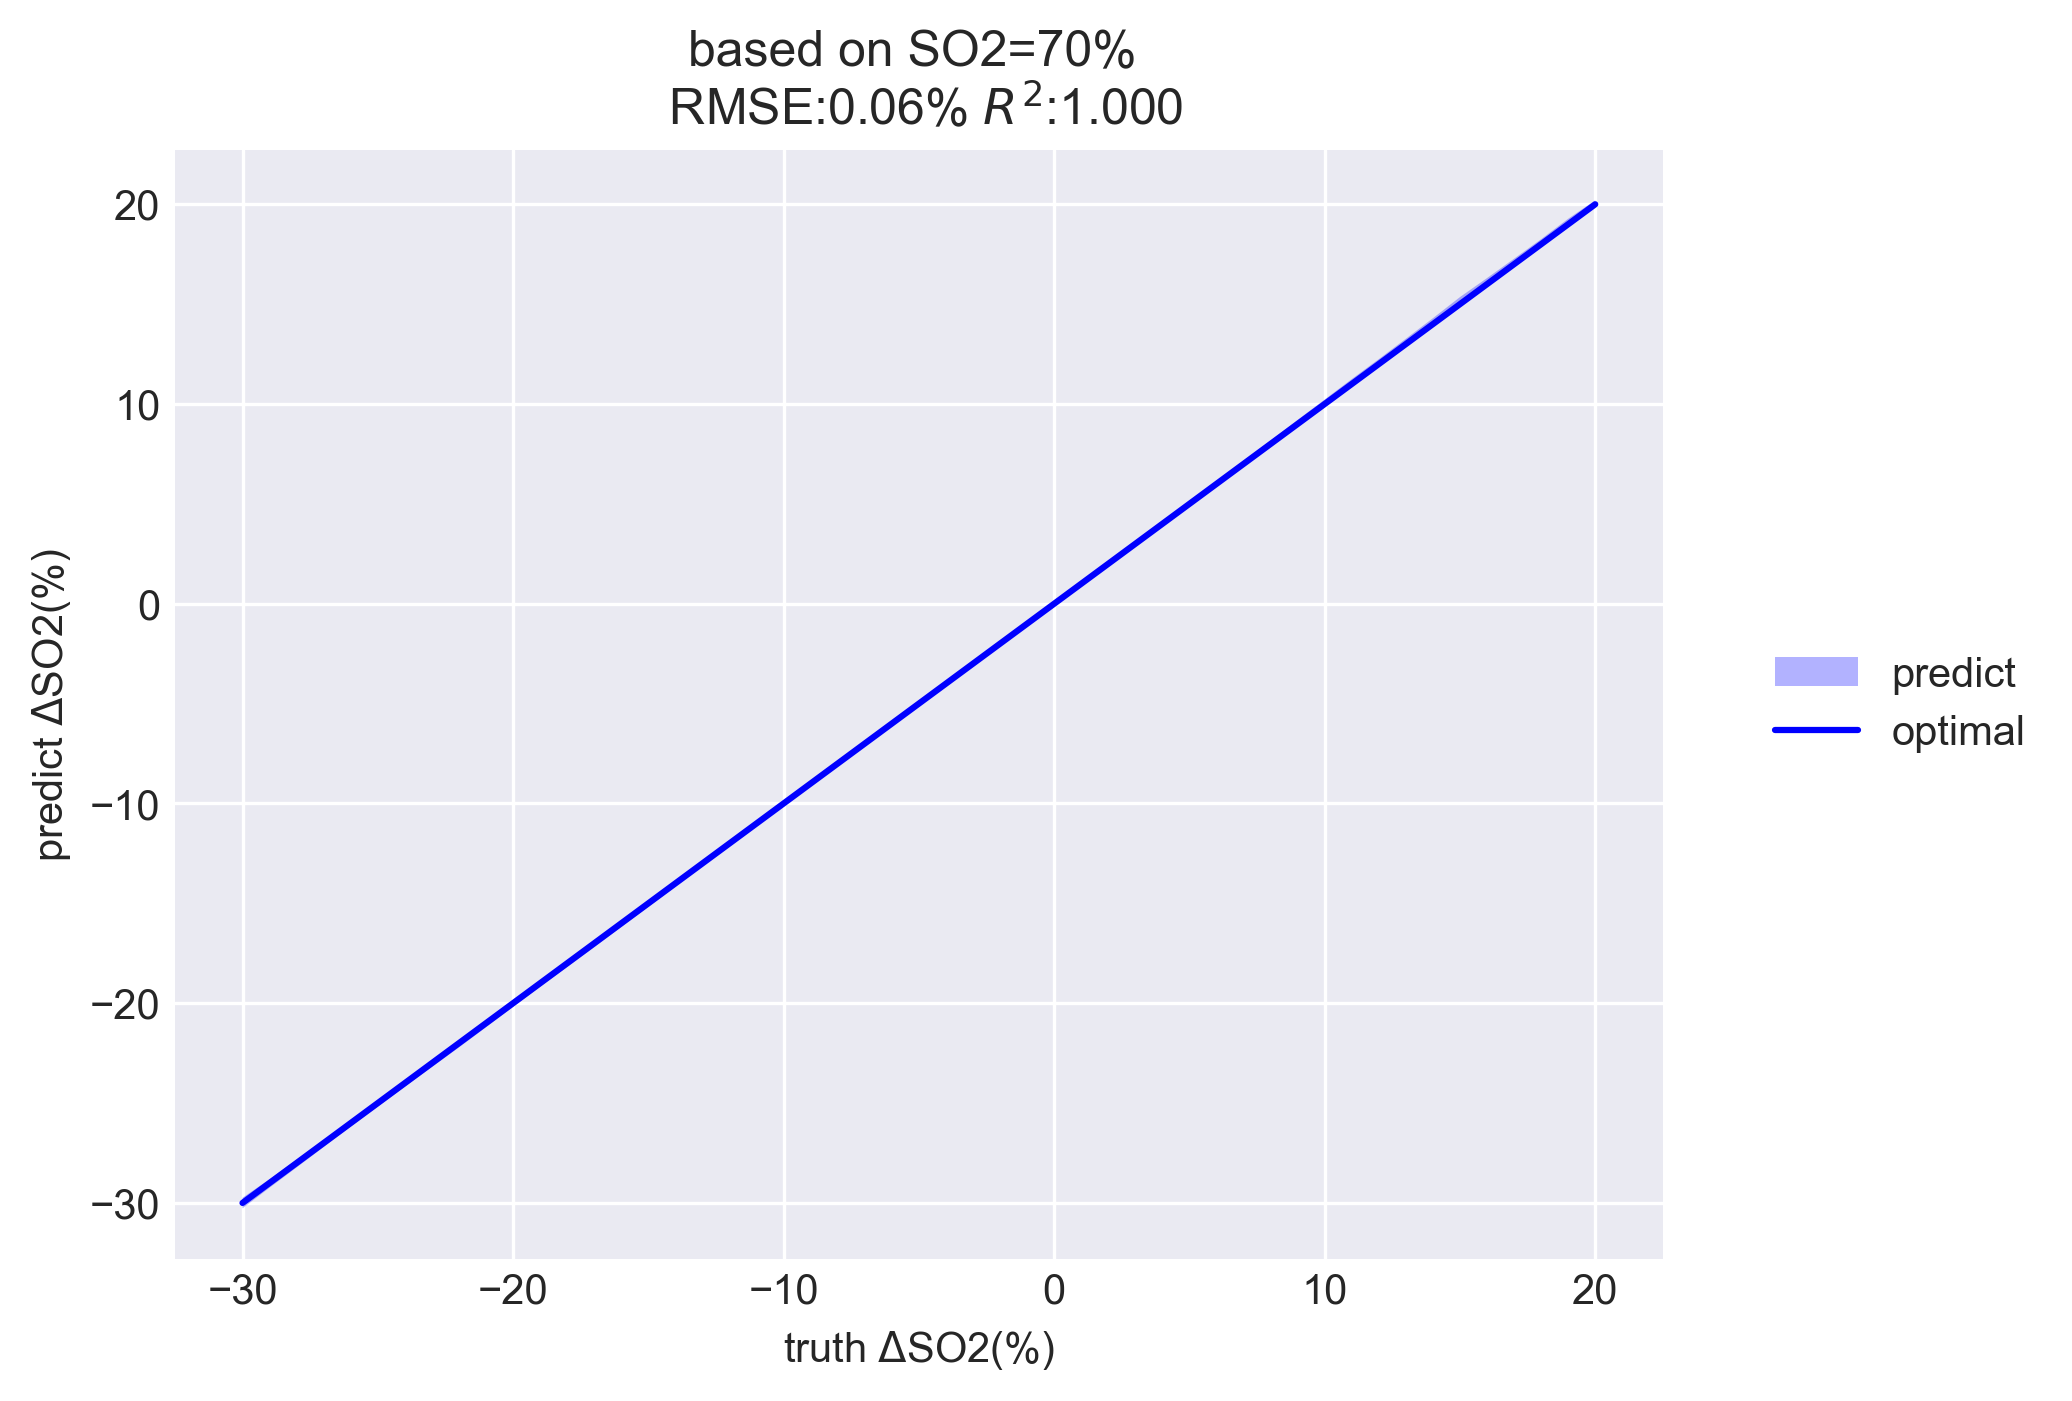 based on SO2=70%
RMSE:0.06% R²:1.000
20
10
0
−10
−20
−30
predict ΔSO2(%)
−30 −20 −10 0 10 20
truth ΔSO2(%)
predict
optimal